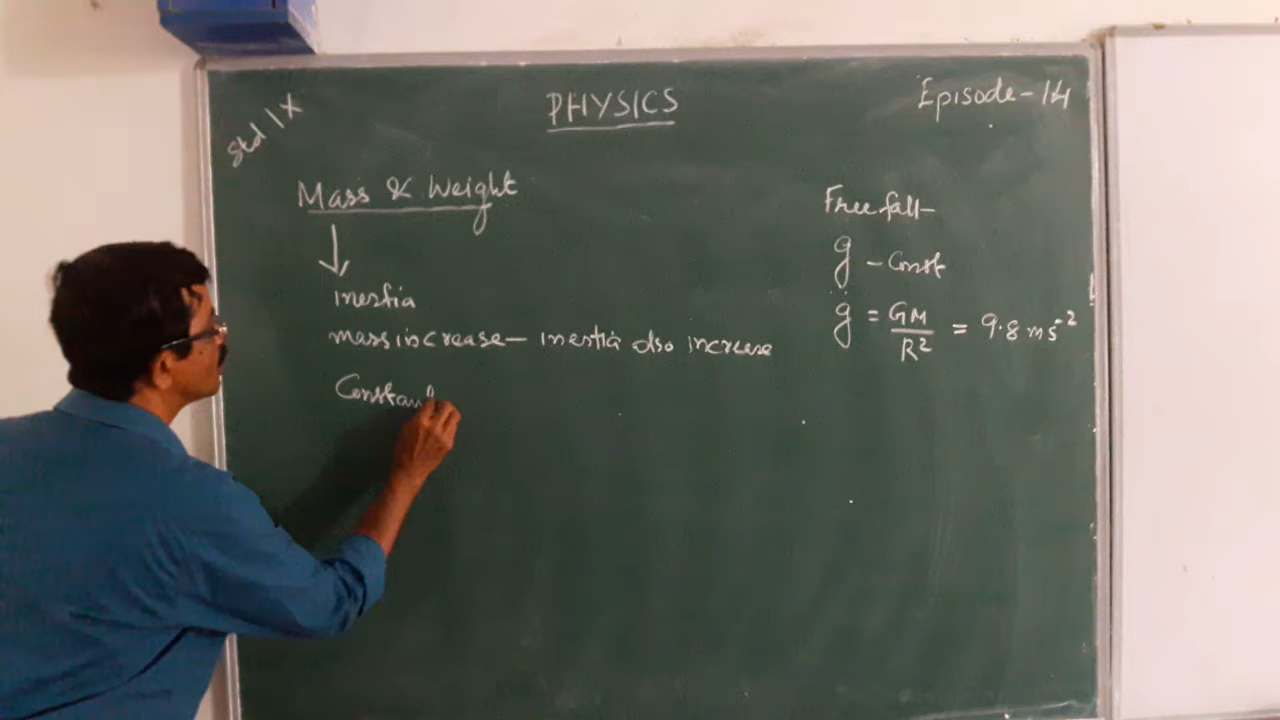 PHYSICS
Episode-14
Std IX
Mass & Weight
Inertia
mass increase – inertia also increase
Constant
Free fall
g – Const
g = GM/R² = 9.8 ms⁻²